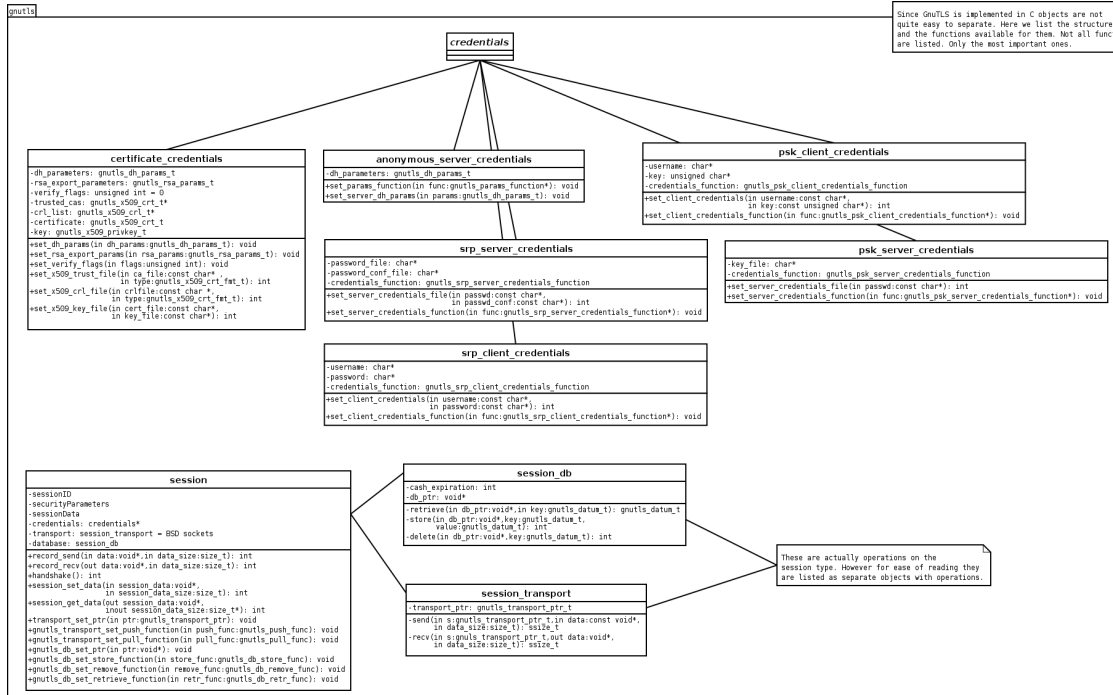 gnutls
Since GnuTLS is implemented in C objects are not
quite easy to separate. Here we list the structure
and the functions available for them. Not all func
are listed. Only the most important ones.
credentials
certificate_credentials
-dh_parameters: gnutls_dh_params_t
-rsa_export_parameters: gnutls_rsa_params_t
-verify_flags: unsigned int = 0
-trusted_cas: gnutls_x509_crt_t*
-crl_list: gnutls_x509_crl_t*
-certificate: gnutls_x509_crt_t
-key: gnutls_x509_privkey_t
+set_dh_params(in dh_params:gnutls_dh_params_t): void
+set_rsa_export_params(in rsa_params:gnutls_rsa_params_t): void
+set_verify_flags(in flags:unsigned int): void
+set_x509_trust_file(in ca_file:const char* ,
in type:gnutls_x509_crt_fmt_t): int
+set_x509_crl_file(in crlfile:const char *,
in type:gnutls_x509_crt_fmt_t): int
+set_x509_key_file(in cert_file:const char*,
in key_file:const char*): int
anonymous_server_credentials
-dh_parameters: gnutls_dh_params_t
+set_params_function(in func:gnutls_params_function*): void
+set_server_dh_params(in params:gnutls_dh_params_t): void
psk_client_credentials
-username: char*
-key: unsigned char*
-credentials_function: gnutls_psk_client_credentials_function
+set_client_credentials(in username:const char*,
in key:const unsigned char*): int
+set_client_credentials_function(in func:gnutls_psk_client_credentials_function*): void
srp_server_credentials
-password_file: char*
-password_conf_file: char*
-credentials_function: gnutls_srp_server_credentials_function
+set_server_credentials_file(in passwd:const char*,
in passwd_conf:const char*): int
+set_server_credentials_function(in func:gnutls_srp_server_credentials_function*): void
psk_server_credentials
-key_file: char*
-credentials_function: gnutls_psk_server_credentials_function
+set_server_credentials_file(in passwd:const char*): int
+set_server_credentials_function(in func:gnutls_psk_server_credentials_function*): void
srp_client_credentials
-username: char*
-password: char*
-credentials_function: gnutls_srp_client_credentials_function
+set_client_credentials(in username:const char*,
in password:const char*): int
+set_client_credentials_function(in func:gnutls_srp_client_credentials_function*): void
session
-sessionID
-securityParameters
-sessionData
-credentials: credentials*
-transport: session_transport = BSD sockets
-database: session_db
+record_send(in data:void*,in data_size:size_t): int
+record_recv(out data:void*,in data_size:size_t): int
+handshake(): int
+session_set_data(in session_data:void*,
in session_data_size:size_t): int
+session_get_data(out session_data:void*,
inout session_data_size:size_t*): int
+transport_set_ptr(in ptr:gnutls_transport_ptr): void
+gnutls_transport_set_push_function(in push_func:gnutls_push_func): void
+gnutls_transport_set_pull_function(in pull_func:gnutls_pull_func): void
+gnutls_db_set_ptr(in ptr:void*): void
+gnutls_db_set_store_function(in store_func:gnutls_db_store_func): void
+gnutls_db_set_remove_function(in remove_func:gnutls_db_remove_func): void
+gnutls_db_set_retrieve_function(in retr_func:gnutls_db_retr_func): void
session_db
-cash_expiration: int
-db_ptr: void*
-retrieve(in db_ptr:void*,in key:gnutls_datum_t): gnutls_datum_t
-store(in db_ptr:void*,key:gnutls_datum_t,
value:gnutls_datum_t): int
-delete(in db_ptr:void*,key:gnutls_datum_t): int
session_transport
-transport_ptr: gnutls_transport_ptr_t
-send(in s:gnutls_transport_ptr_t,in data:const void*,
in data_size:size_t): ssize_t
-recv(in s:gnutls_transport_ptr_t,out data:void*,
in data_size:size_t): ssize_t
These are actually operations on the
session type. However for ease of reading they
are listed as separate objects with operations.